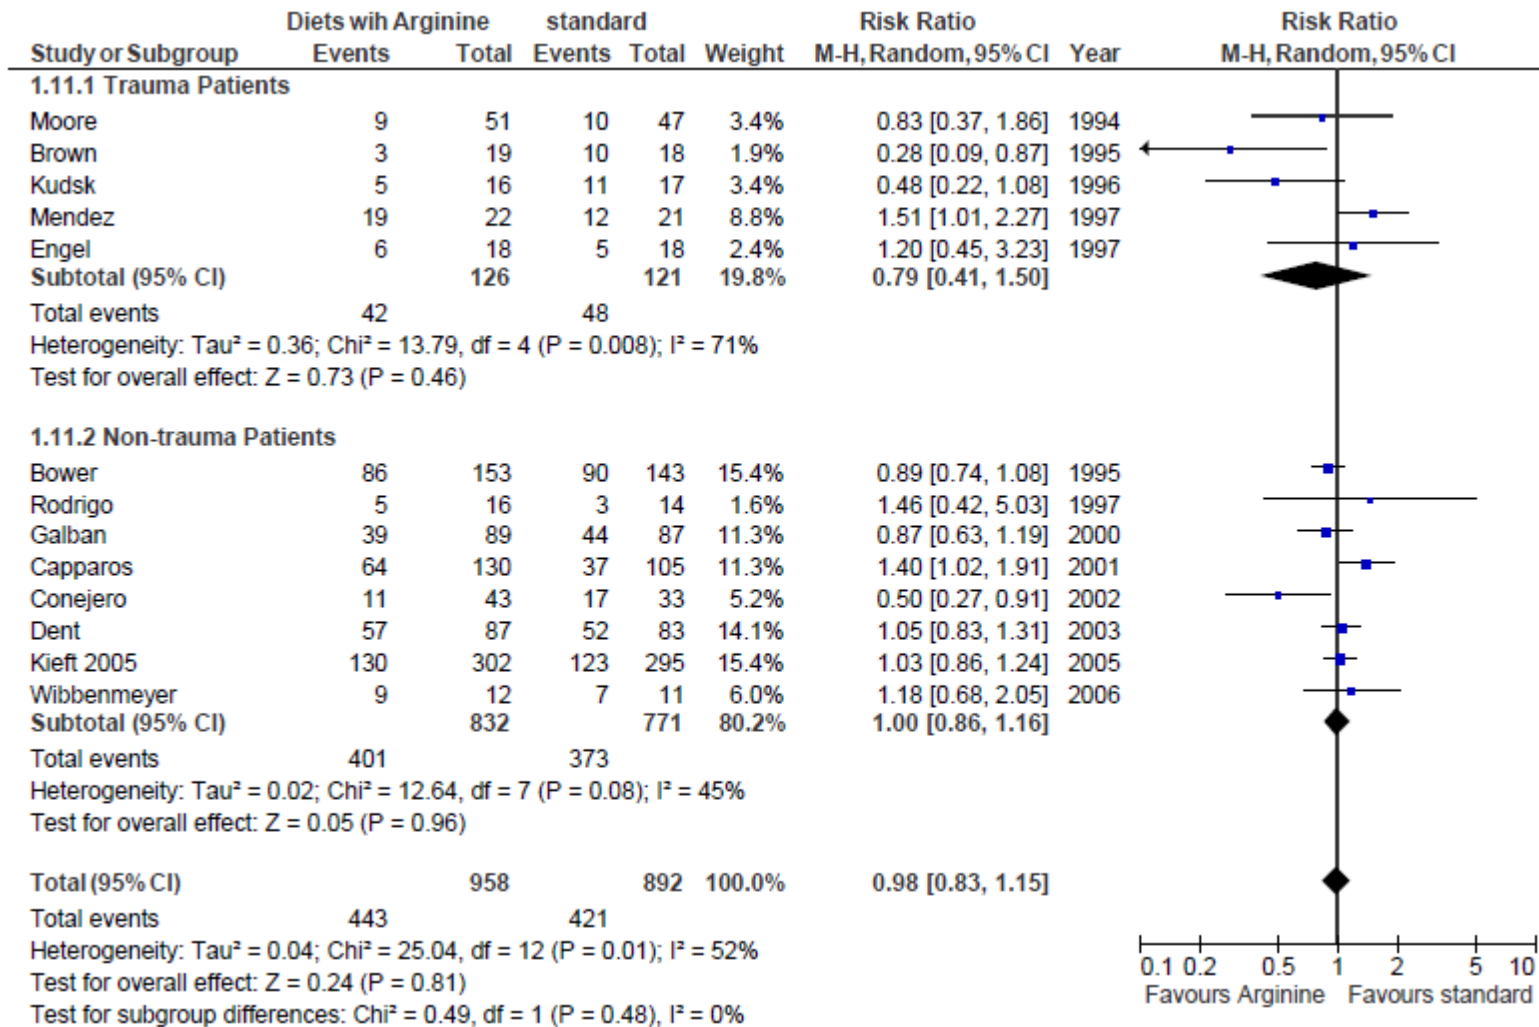 Diets wih Arginine standard Risk Ratio Risk Ratio
Study or Subgroup Events Total Events Total Weight M-H, Random, 95% CI Year M-H, Random, 95% CI
1.11.1 Trauma Patients
Moore 9 51 10 47 3.4% 0.83 [0.37, 1.86] 1994
Brown 3 19 10 18 1.9% 0.28 [0.09, 0.87] 1995
Kudsk 5 16 11 17 3.4% 0.48 [0.22, 1.08] 1996
Mendez 19 22 12 21 8.8% 1.51 [1.01, 2.27] 1997
Engel 6 18 5 18 2.4% 1.20 [0.45, 3.23] 1997
Subtotal (95% CI) 126 121 19.8% 0.79 [0.41, 1.50]
Total events 42 48
Heterogeneity: Tau² = 0.36; Chi² = 13.79, df = 4 (P = 0.008); I² = 71%
Test for overall effect: Z = 0.73 (P = 0.46)
1.11.2 Non-trauma Patients
Bower 86 153 90 143 15.4% 0.89 [0.74, 1.08] 1995
Rodrigo 5 16 3 14 1.6% 1.46 [0.42, 5.03] 1997
Galban 39 89 44 87 11.3% 0.87 [0.63, 1.19] 2000
Capparos 64 130 37 105 11.3% 1.40 [1.02, 1.91] 2001
Conejero 11 43 17 33 5.2% 0.50 [0.27, 0.91] 2002
Dent 57 87 52 83 14.1% 1.05 [0.83, 1.31] 2003
Kieft 2005 130 302 123 295 15.4% 1.03 [0.86, 1.24] 2005
Wibbenmeyer 9 12 7 11 6.0% 1.18 [0.68, 2.05] 2006
Subtotal (95% CI) 832 771 80.2% 1.00 [0.86, 1.16]
Total events 401 373
Heterogeneity: Tau² = 0.02; Chi² = 12.64, df = 7 (P = 0.08); I² = 45%
Test for overall effect: Z = 0.05 (P = 0.96)
Total (95% CI) 958 892 100.0% 0.98 [0.83, 1.15]
Total events 443 421
Heterogeneity: Tau² = 0.04; Chi² = 25.04, df = 12 (P = 0.01); I² = 52%
Test for overall effect: Z = 0.24 (P = 0.81)
Test for subgroup differences: Chi² = 0.49, df = 1 (P = 0.48), I² = 0%
0.1 0.2 0.5 1 2 5 10
Favours Arginine Favours standard